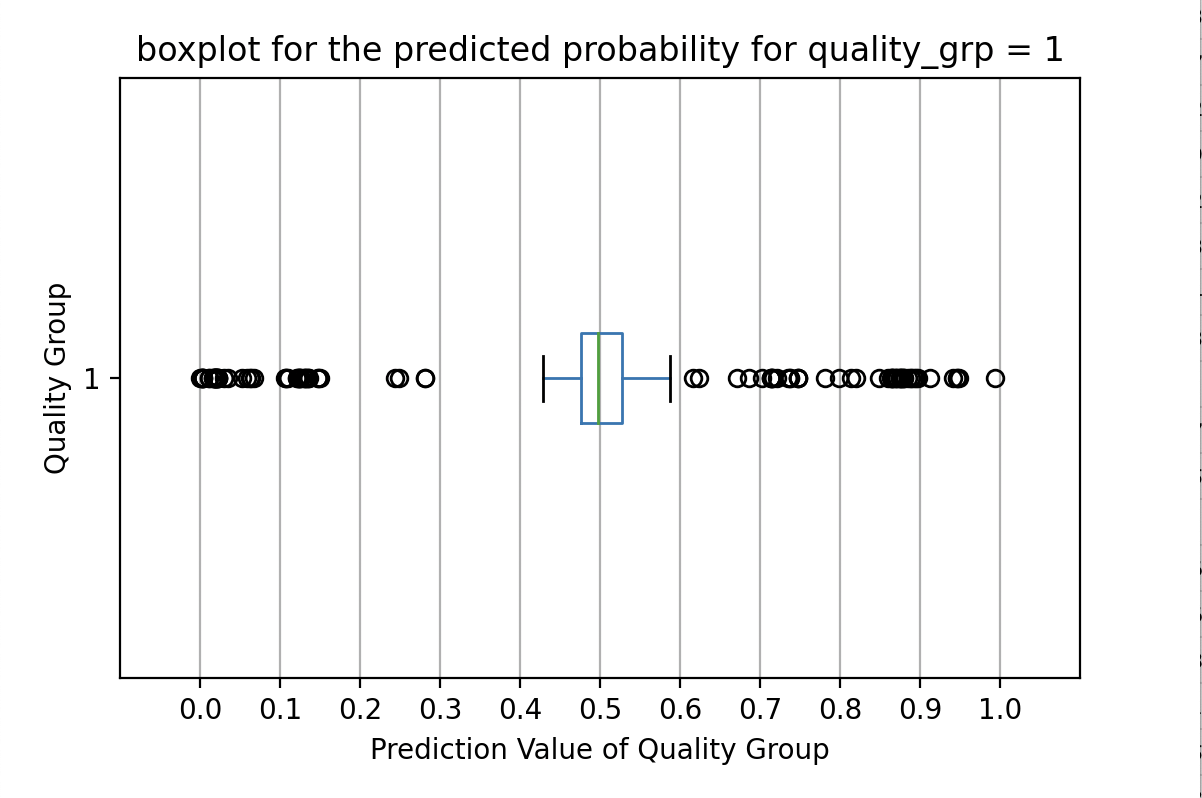 boxplot for the predicted probability for quality_grp = 1
Quality Group
1
0.0 0.1 0.2 0.3 0.4 0.5 0.6 0.7 0.8 0.9 1.0
Prediction Value of Quality Group